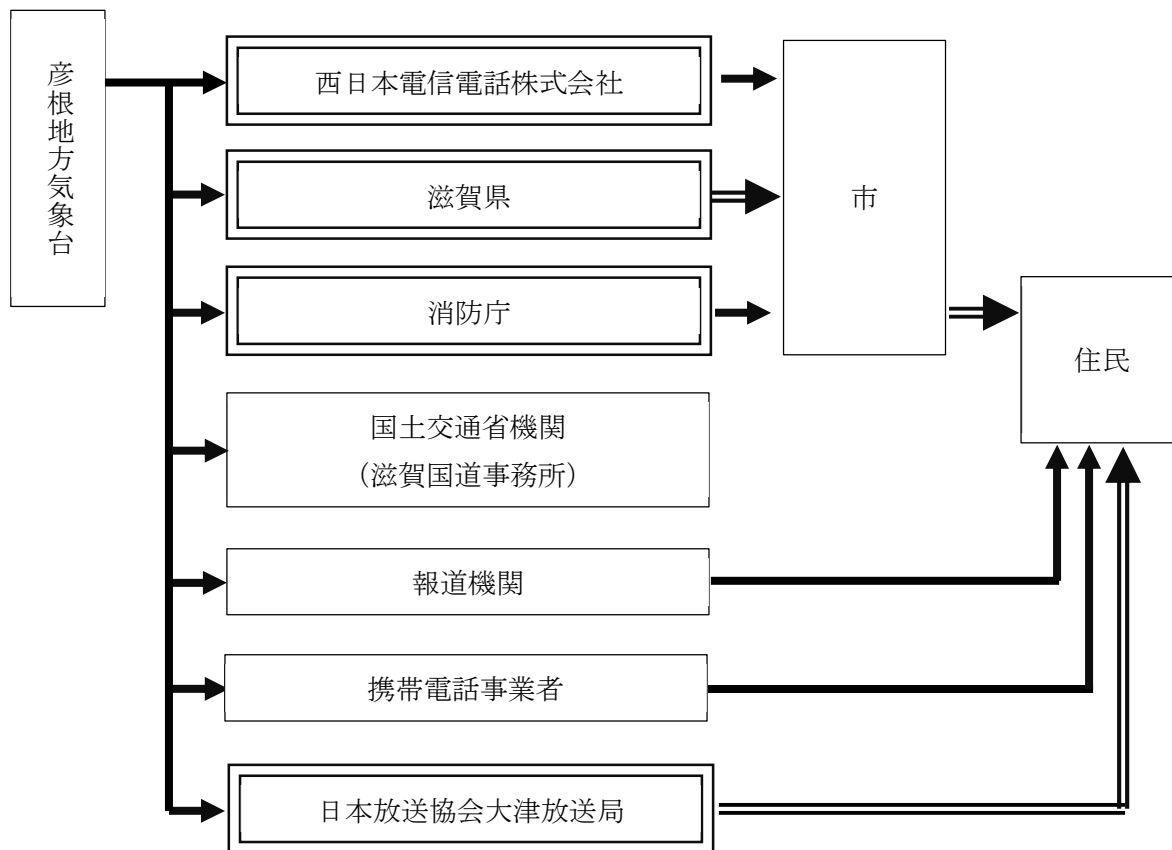 彦根地方気象台
西日本電信電話株式会社
滋賀県
消防庁
国土交通省機関
（滋賀国道事務所）
報道機関
携帯電話事業者
日本放送協会大津放送局
市
住民